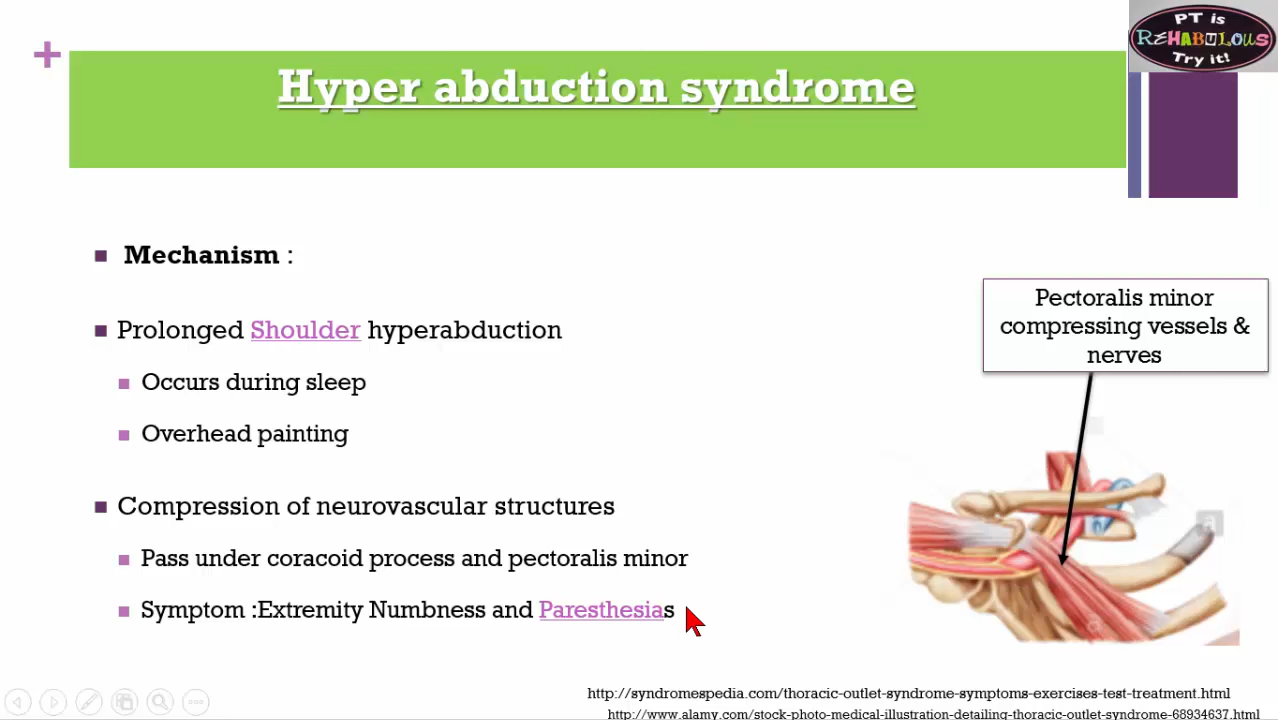 PT is
REHABULOUS
Try it!
+
Hyper abduction syndrome
Mechanism :
Prolonged Shoulder hyperabduction
Occurs during sleep
Overhead painting
Compression of neurovascular structures
Pass under coracoid process and pectoralis minor
Symptom :Extremity Numbness and Paresthesias
Pectoralis minor
compressing vessels &
nerves
a
http://syndromespedia.com/thoracic-outlet-syndrome-symptoms-exercises-test-treatment.html
http://www.alamy.com/stock-photo-medical-illustration-detailing-thoracic-outlet-syndrome-68934637.html